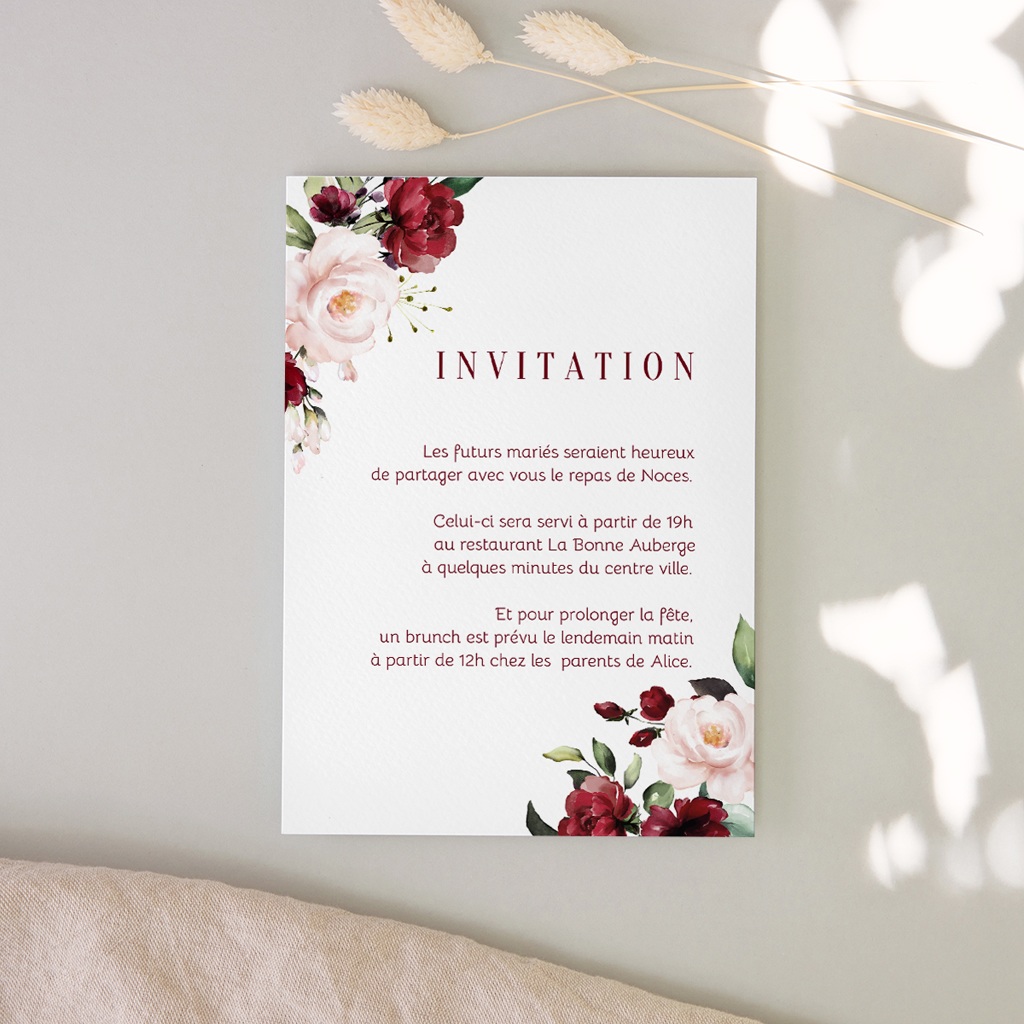 INVITATION
Les futurs mariés seraient heureux
de partager avec vous le repas de Noces.
Celui-ci sera servi à partir de 19h
au restaurant La Bonne Auberge
à quelques minutes du centre ville.
Et pour prolonger la fête,
un brunch est prévu le lendemain matin
à partir de 12h chez les parents de Alice.